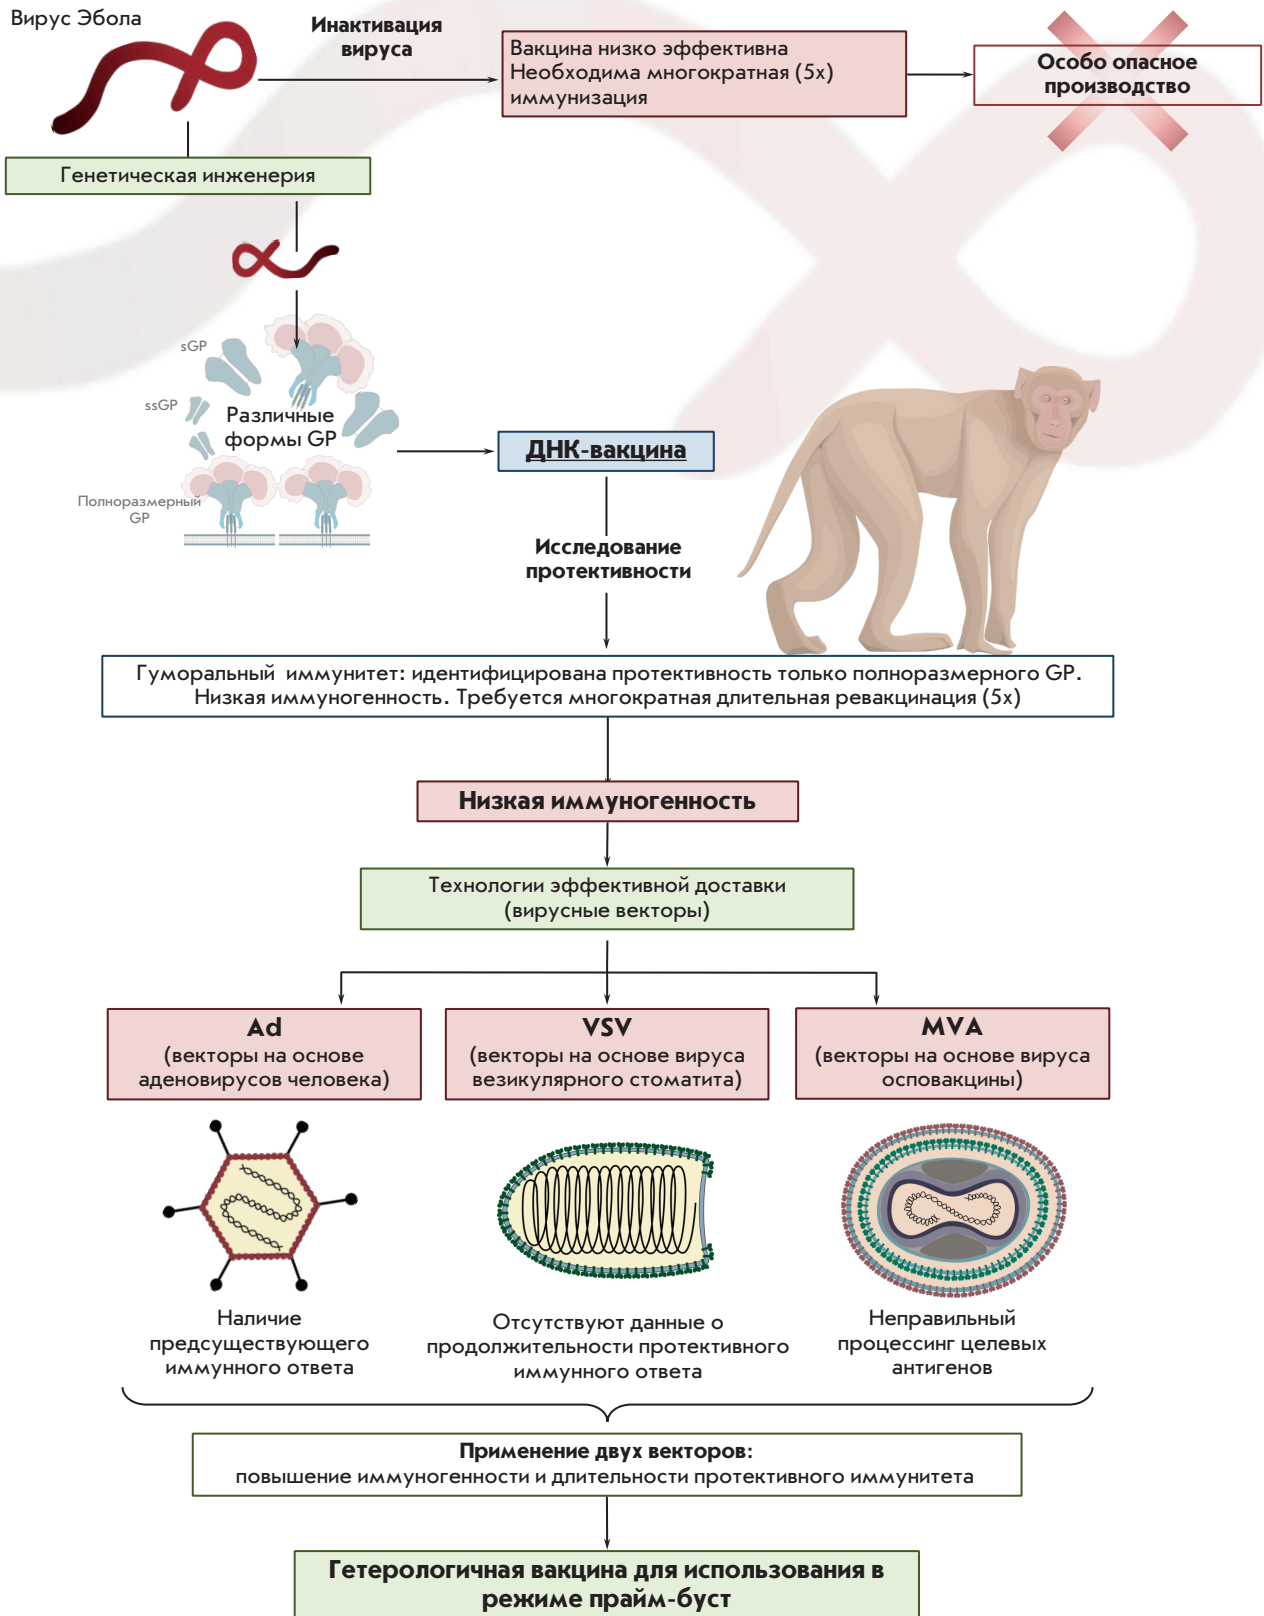 Вирус Эбола
Инактивация
вируса
Вакцина низко эффективна
Необходима многократная (5x)
иммунизация
Особо опасное
производство
Генетическая инженерия
sGP
ssGP
Различные
формы GP
Полноразмерный
GP
ДНК-вакцина
Исследование
протективности
Гуморальный иммунитет: идентифицирована протективность только полноразмерного GP.
Низкая иммуногенность. Требуется многократная длительная ревакцинация (5x)
Низкая иммуногенность
Технологии эффективной доставки
(вирусные векторы)
Ad
(векторы на основе
аденовирусов человека)
VSV
(векторы на основе вируса
везикулярного стоматита)
MVA
(векторы на основе вируса
осповакцины)
Наличие
предсуществующего
иммунного ответа
Отсутствуют данные о
продолжительности протективного
иммунного ответа
Неправильный
процессинг целевых
антигенов
Применение двух векторов:
повышение иммуногенности и длительности протективного иммунитета
Гетерологичная вакцина для использования в
режиме прайм-буст